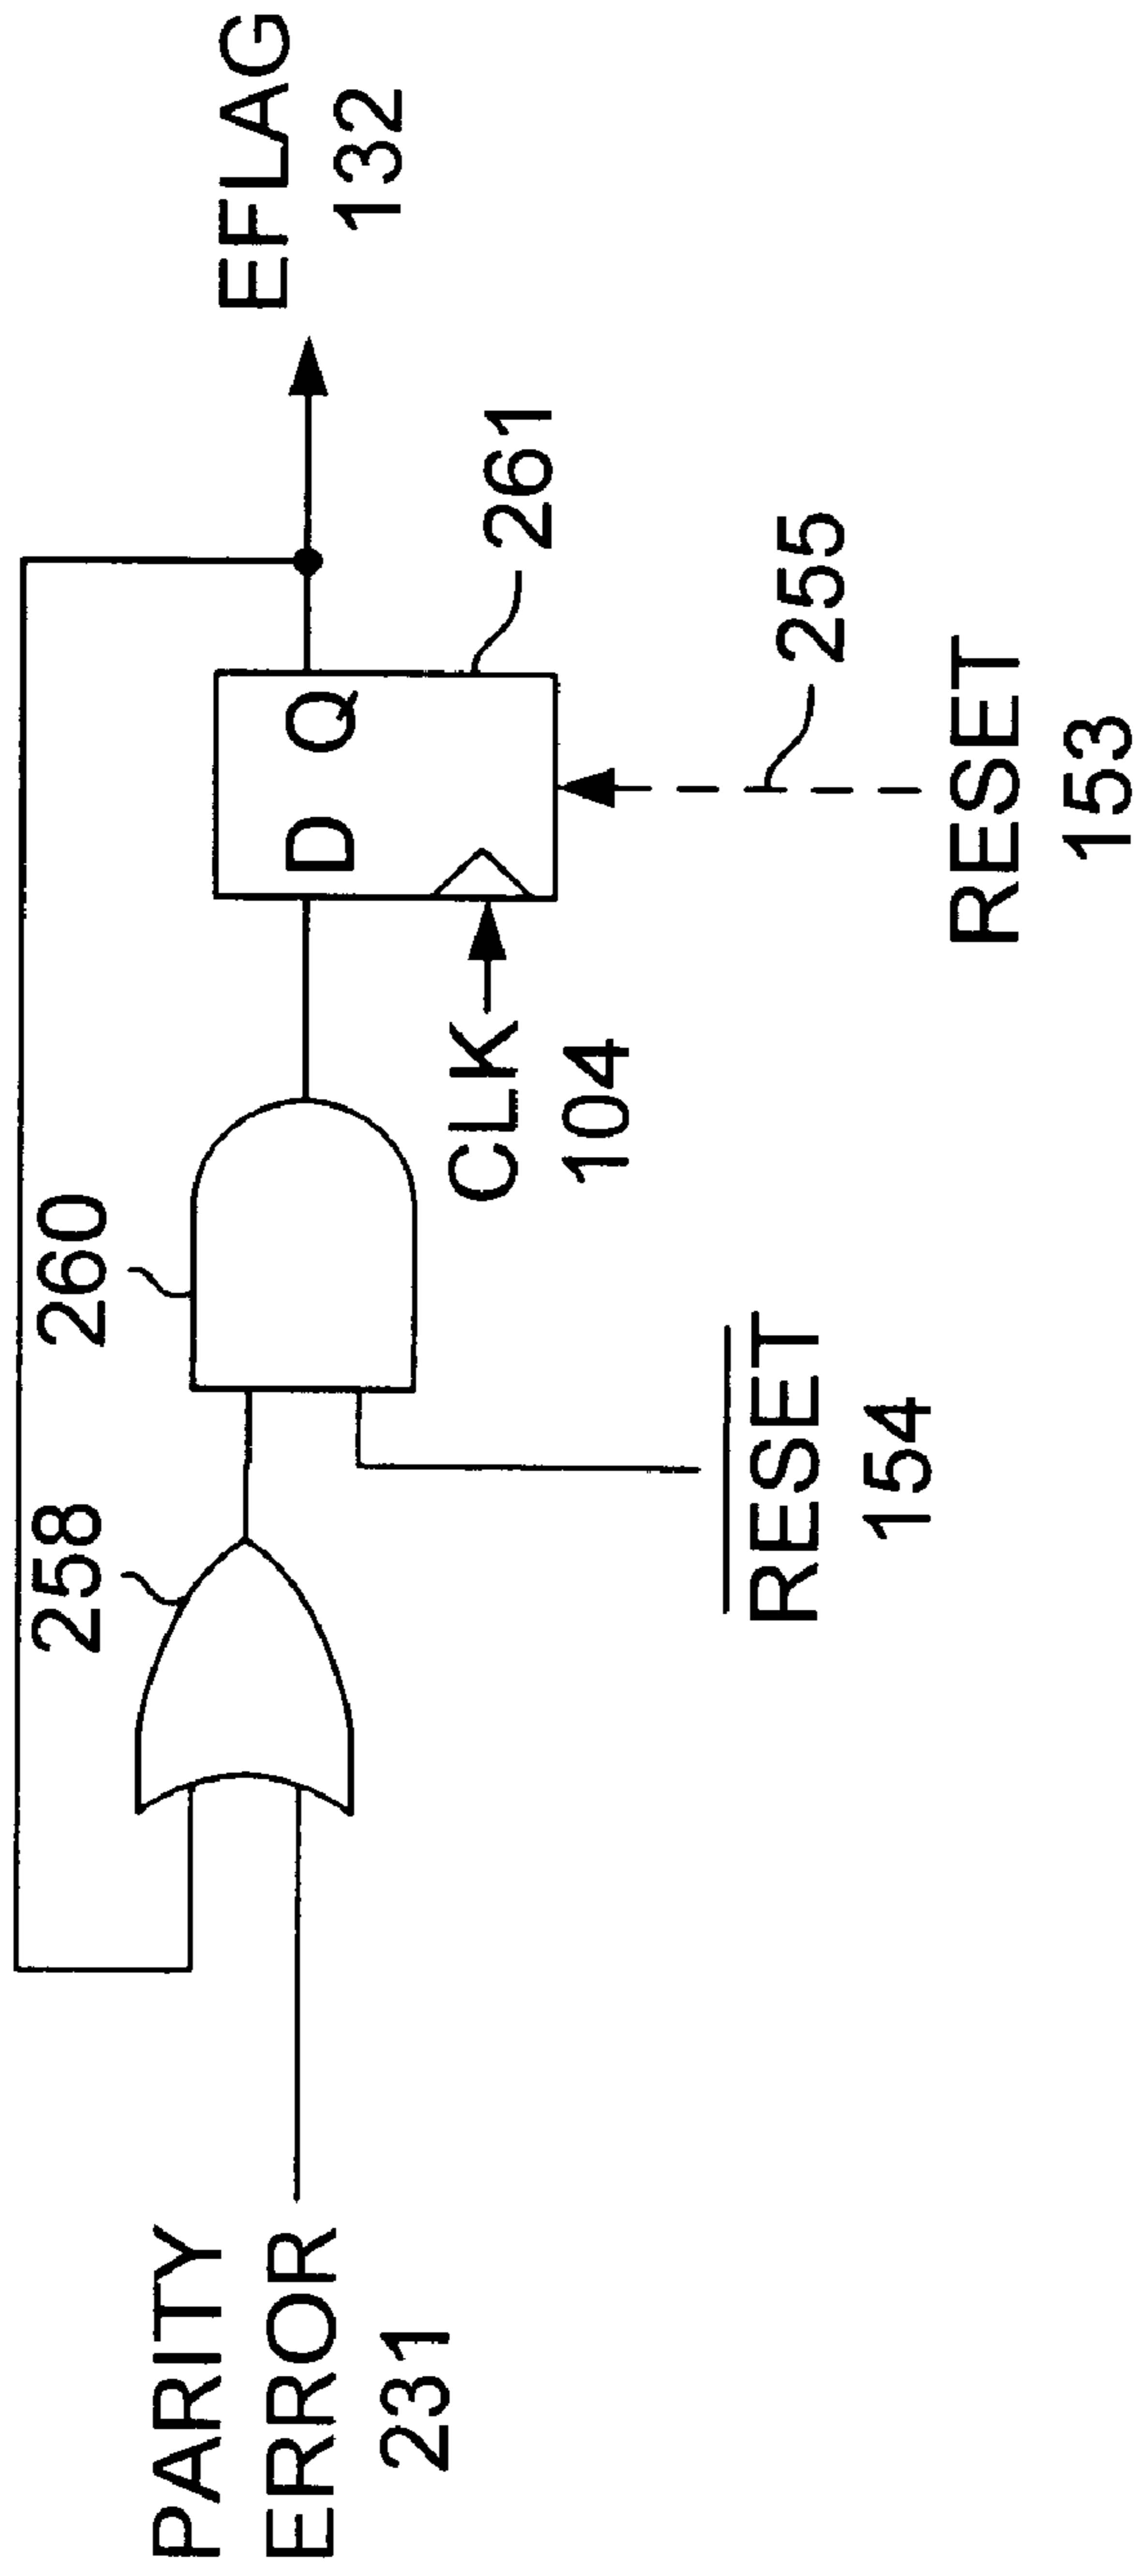 258
260
EFLAG
132
D Q
261
PARITY
ERROR
231
CLK
104
RESET
154
255
RESET
153